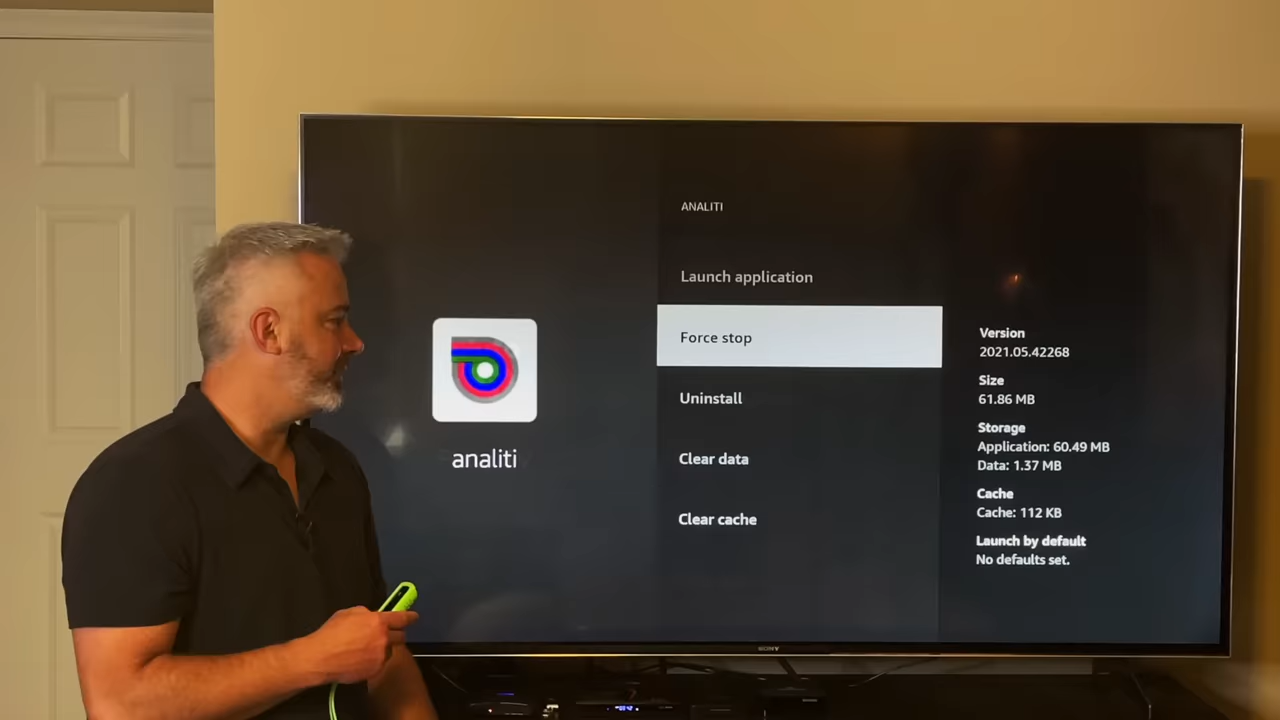 ANALITI
Launch application
Force stop
Uninstall
Clear data
Clear cache
analiti
Version
2021.05.42268
Size
61.86 MB
Storage
Application: 60.49 MB
Data: 1.37 MB
Cache
Cache: 112 KB
Launch by default
No defaults set.
SONY